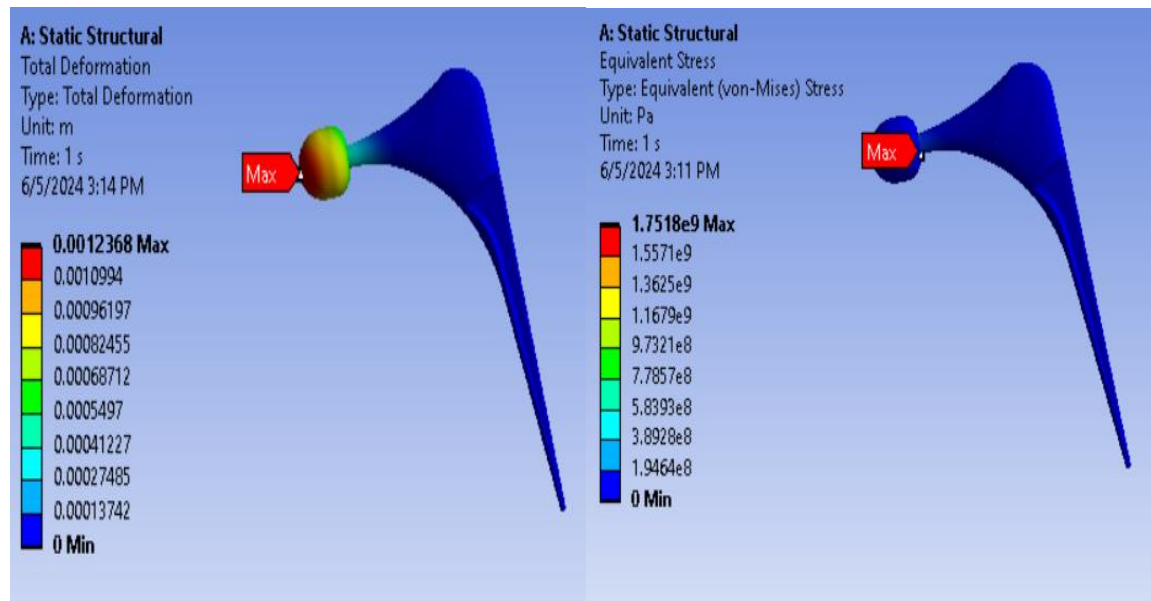 A: Static Structural
Total Deformation
Type: Total Deformation
Unit: m
Time: 1 s
6/5/2024 3:14 PM
Max
0.0012368 Max
0.0010994
0.00096197
0.00082455
0.00068712
0.0005497
0.00041227
0.00027485
0.00013742
0 Min
A: Static Structural
Equivalent Stress
Type: Equivalent (von-Mises) Stress
Unit: Pa
Time: 1 s
6/5/2024 3:11 PM
Max
1.7518e9 Max
1.5571e9
1.3625e9
1.1679e9
9.7321e8
7.7857e8
5.8393e8
3.8928e8
1.9464e8
0 Min